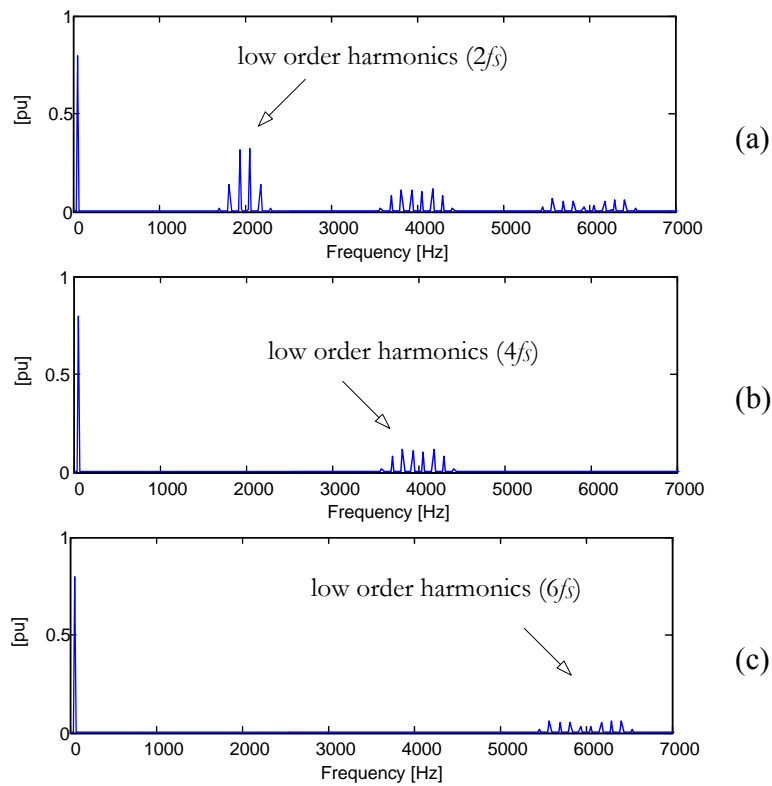 1
low order harmonics (2fs)
[pu]
0.5
(a)
0
0 1000 2000 3000 4000 5000 6000 7000
Frequency [Hz]
1
low order harmonics (4fs)
[pu]
0.5
(b)
0
0 1000 2000 3000 4000 5000 6000 7000
Frequency [Hz]
1
low order harmonics (6fs)
[pu]
0.5
(c)
0
0 1000 2000 3000 4000 5000 6000 7000
Frequency [Hz]